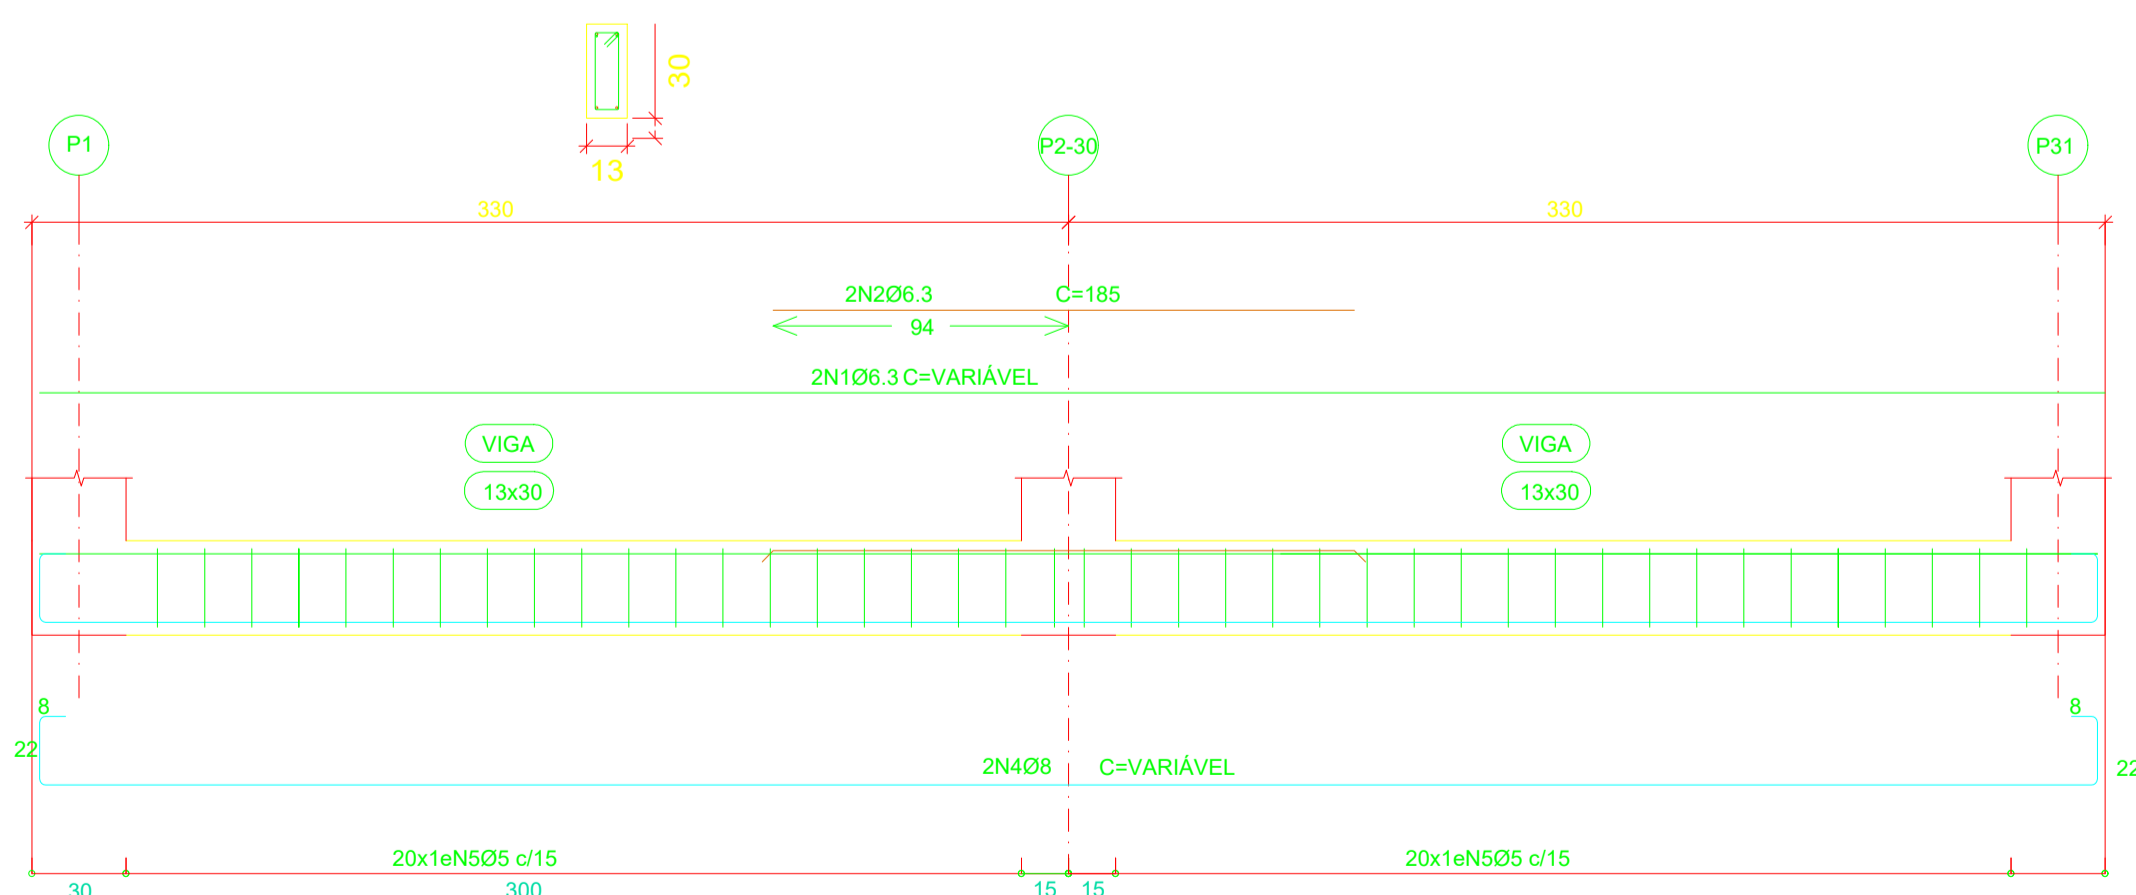 30
13
P1
P2-30
P31
330
330
2N2Ø6.3 C=185
94
2N1Ø6.3 C=VARIÁVEL
VIGA
VIGA
13x30
13x30
8
8
22
22
2N4Ø8 C=VARIÁVEL
20x1eN5Ø5 c/15
20x1eN5Ø5 c/15
30
300
15
15